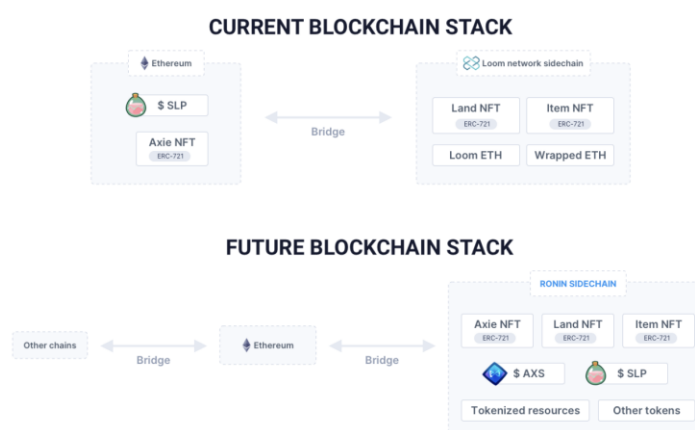 CURRENT BLOCKCHAIN STACK
Ethereum
Loom network sidechain
$ SLP
Land NFT
ERC-721
Item NFT
ERC-721
Bridge
Axie NFT
ERC-721
Loom ETH
Wrapped ETH
FUTURE BLOCKCHAIN STACK
RONIN SIDECHAIN
Axie NFT
ERC-721
Land NFT
ERC-721
Item NFT
ERC-721
Other chains
Bridge
Ethereum
Bridge
$ AXS
$ SLP
Tokenized resources
Other tokens